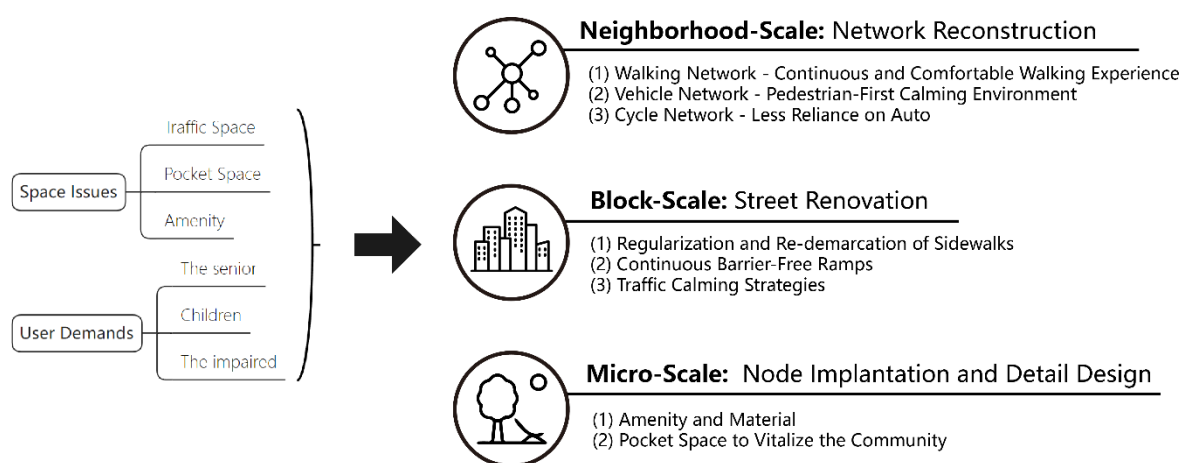 Space Issues
Traffic Space
Pocket Space
Amenity
User Demands
The senior
Children
The impaired
Neighborhood-Scale: Network Reconstruction
(1) Walking Network - Continuous and Comfortable Walking Experience
(2) Vehicle Network - Pedestrian-First Calming Environment
(3) Cycle Network - Less Reliance on Auto
Block-Scale: Street Renovation
(1) Regularization and Re-demarcation of Sidewalks
(2) Continuous Barrier-Free Ramps
(3) Traffic Calming Strategies
Micro-Scale: Node Implantation and Detail Design
(1) Amenity and Material
(2) Pocket Space to Vitalize the Community